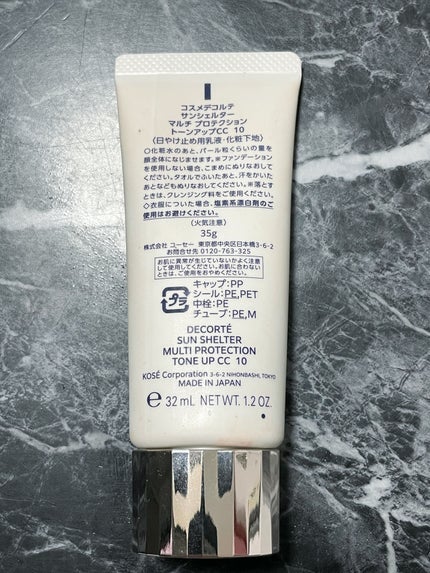 コスメデコルテ
サンシェルター
マルチ プロテクション
トーンアップCC 10
〈日やけ止め用乳液・化粧下地〉
〇化粧水のあと、パール粒くらいの量を
顔全体になじませます。※ファンデーション
を使用しない場合、こまめにぬりなおして
ください。タオルでふいたあと、汗をかいた
あとなどもぬりなおしてください。※落とす
ときは、クレンジング料をご使用ください。
と衣服についた場合、塩素系漂白剤のご
使用はお避けください。
〈火気注意〉
35g
株式会社 コーセー 東京都中央区日本橋3-6-2
お問合せ先 0120-763-325
お肌に異常が生じていないかよく注意
して使用してください。お肌に合わない
ときは、ご使用をおやめください。
プラ
キャップ:PP
シール:PE,PET
中栓:PE
チューブ:PE,M
DECORTÉ
SUN SHELTER
MULTI PROTECTION
TONE UP CC 10
KOSÉ Corporation 3-6-2 NIHONBASHI, TOKYO
MADE IN JAPAN
e 32 mL NET WT. 1.2 OZ.